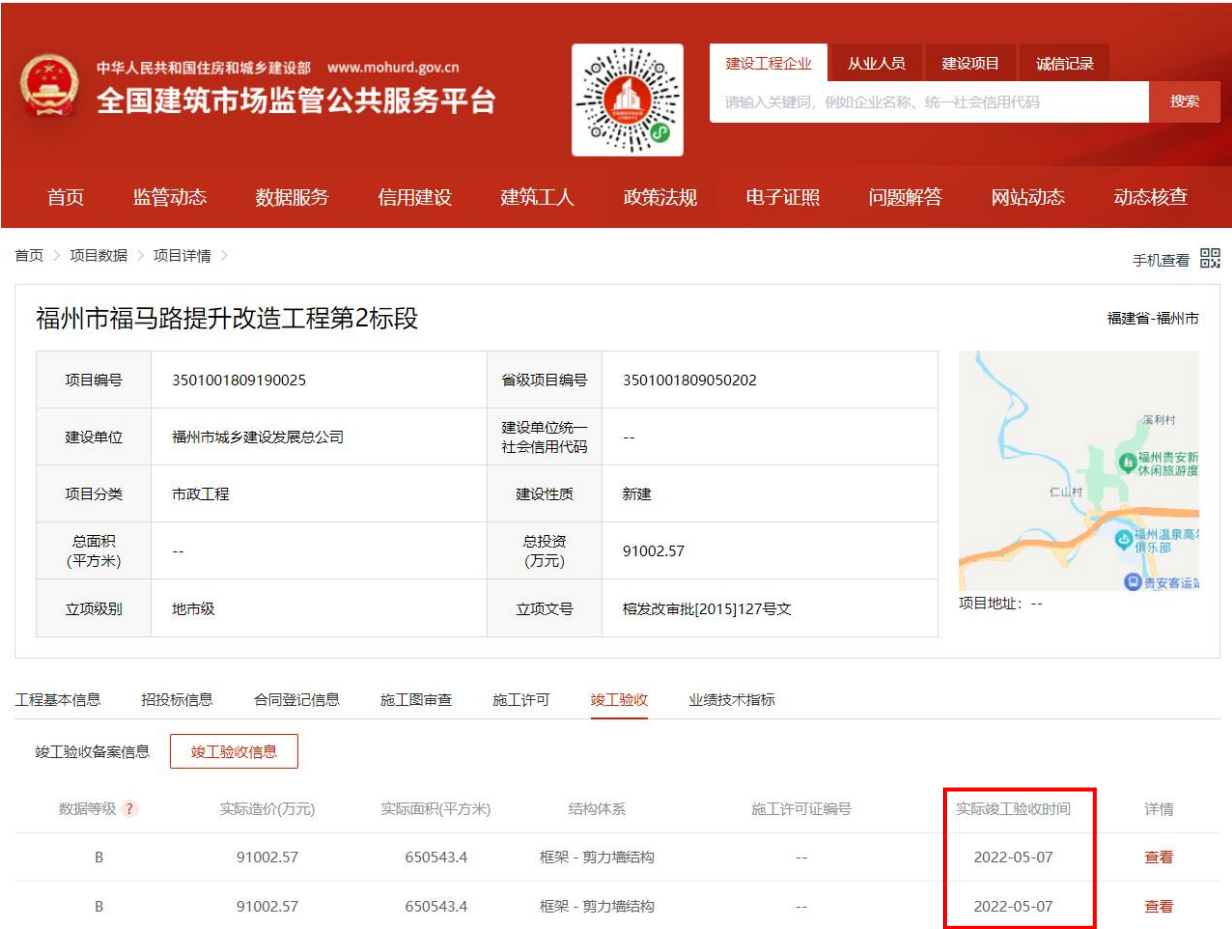 中华人民共和国住房和城乡建设部 www.mohurd.gov.cn
全国建筑市场监管公共服务平台
建设工程企业 从业人员 建设项目 诚信记录
请输入关键词，例如企业名称、统一社会信用代码 搜索
首页 监管动态 数据服务 信用建设 建筑工人 政策法规 电子证照 问题解答 网站动态 动态核查
首页 > 项目数据 > 项目详情 >
手机查看
福州市福马路提升改造工程第2标段
福建省-福州市
项目编号 3501001809190025 省级项目编号 3501001809050202
建设单位 福州市城乡建设发展总公司 建设单位统一社会信用代码 --
项目分类 市政工程 建设性质 新建
总面积(平方米) -- 总投资(万元) 91002.57
立项级别 地市级 立项文号 榕发改审批[2015]127号文
溪利村
福州贵安新
休闲旅游度
仁山村
福州温泉高尔
俱乐部
贵安客运站
项目地址： --
工程基本信息 招投标信息 合同登记信息 施工图审查 施工许可 竣工验收 业绩技术指标
竣工验收备案信息 竣工验收信息
数据等级 ? 实际造价(万元) 实际面积(平方米) 结构体系 施工许可证编号 实际竣工验收时间 详情
B 91002.57 650543.4 框架 - 剪力墙结构 -- 2022-05-07 查看
B 91002.57 650543.4 框架 - 剪力墙结构 -- 2022-05-07 查看